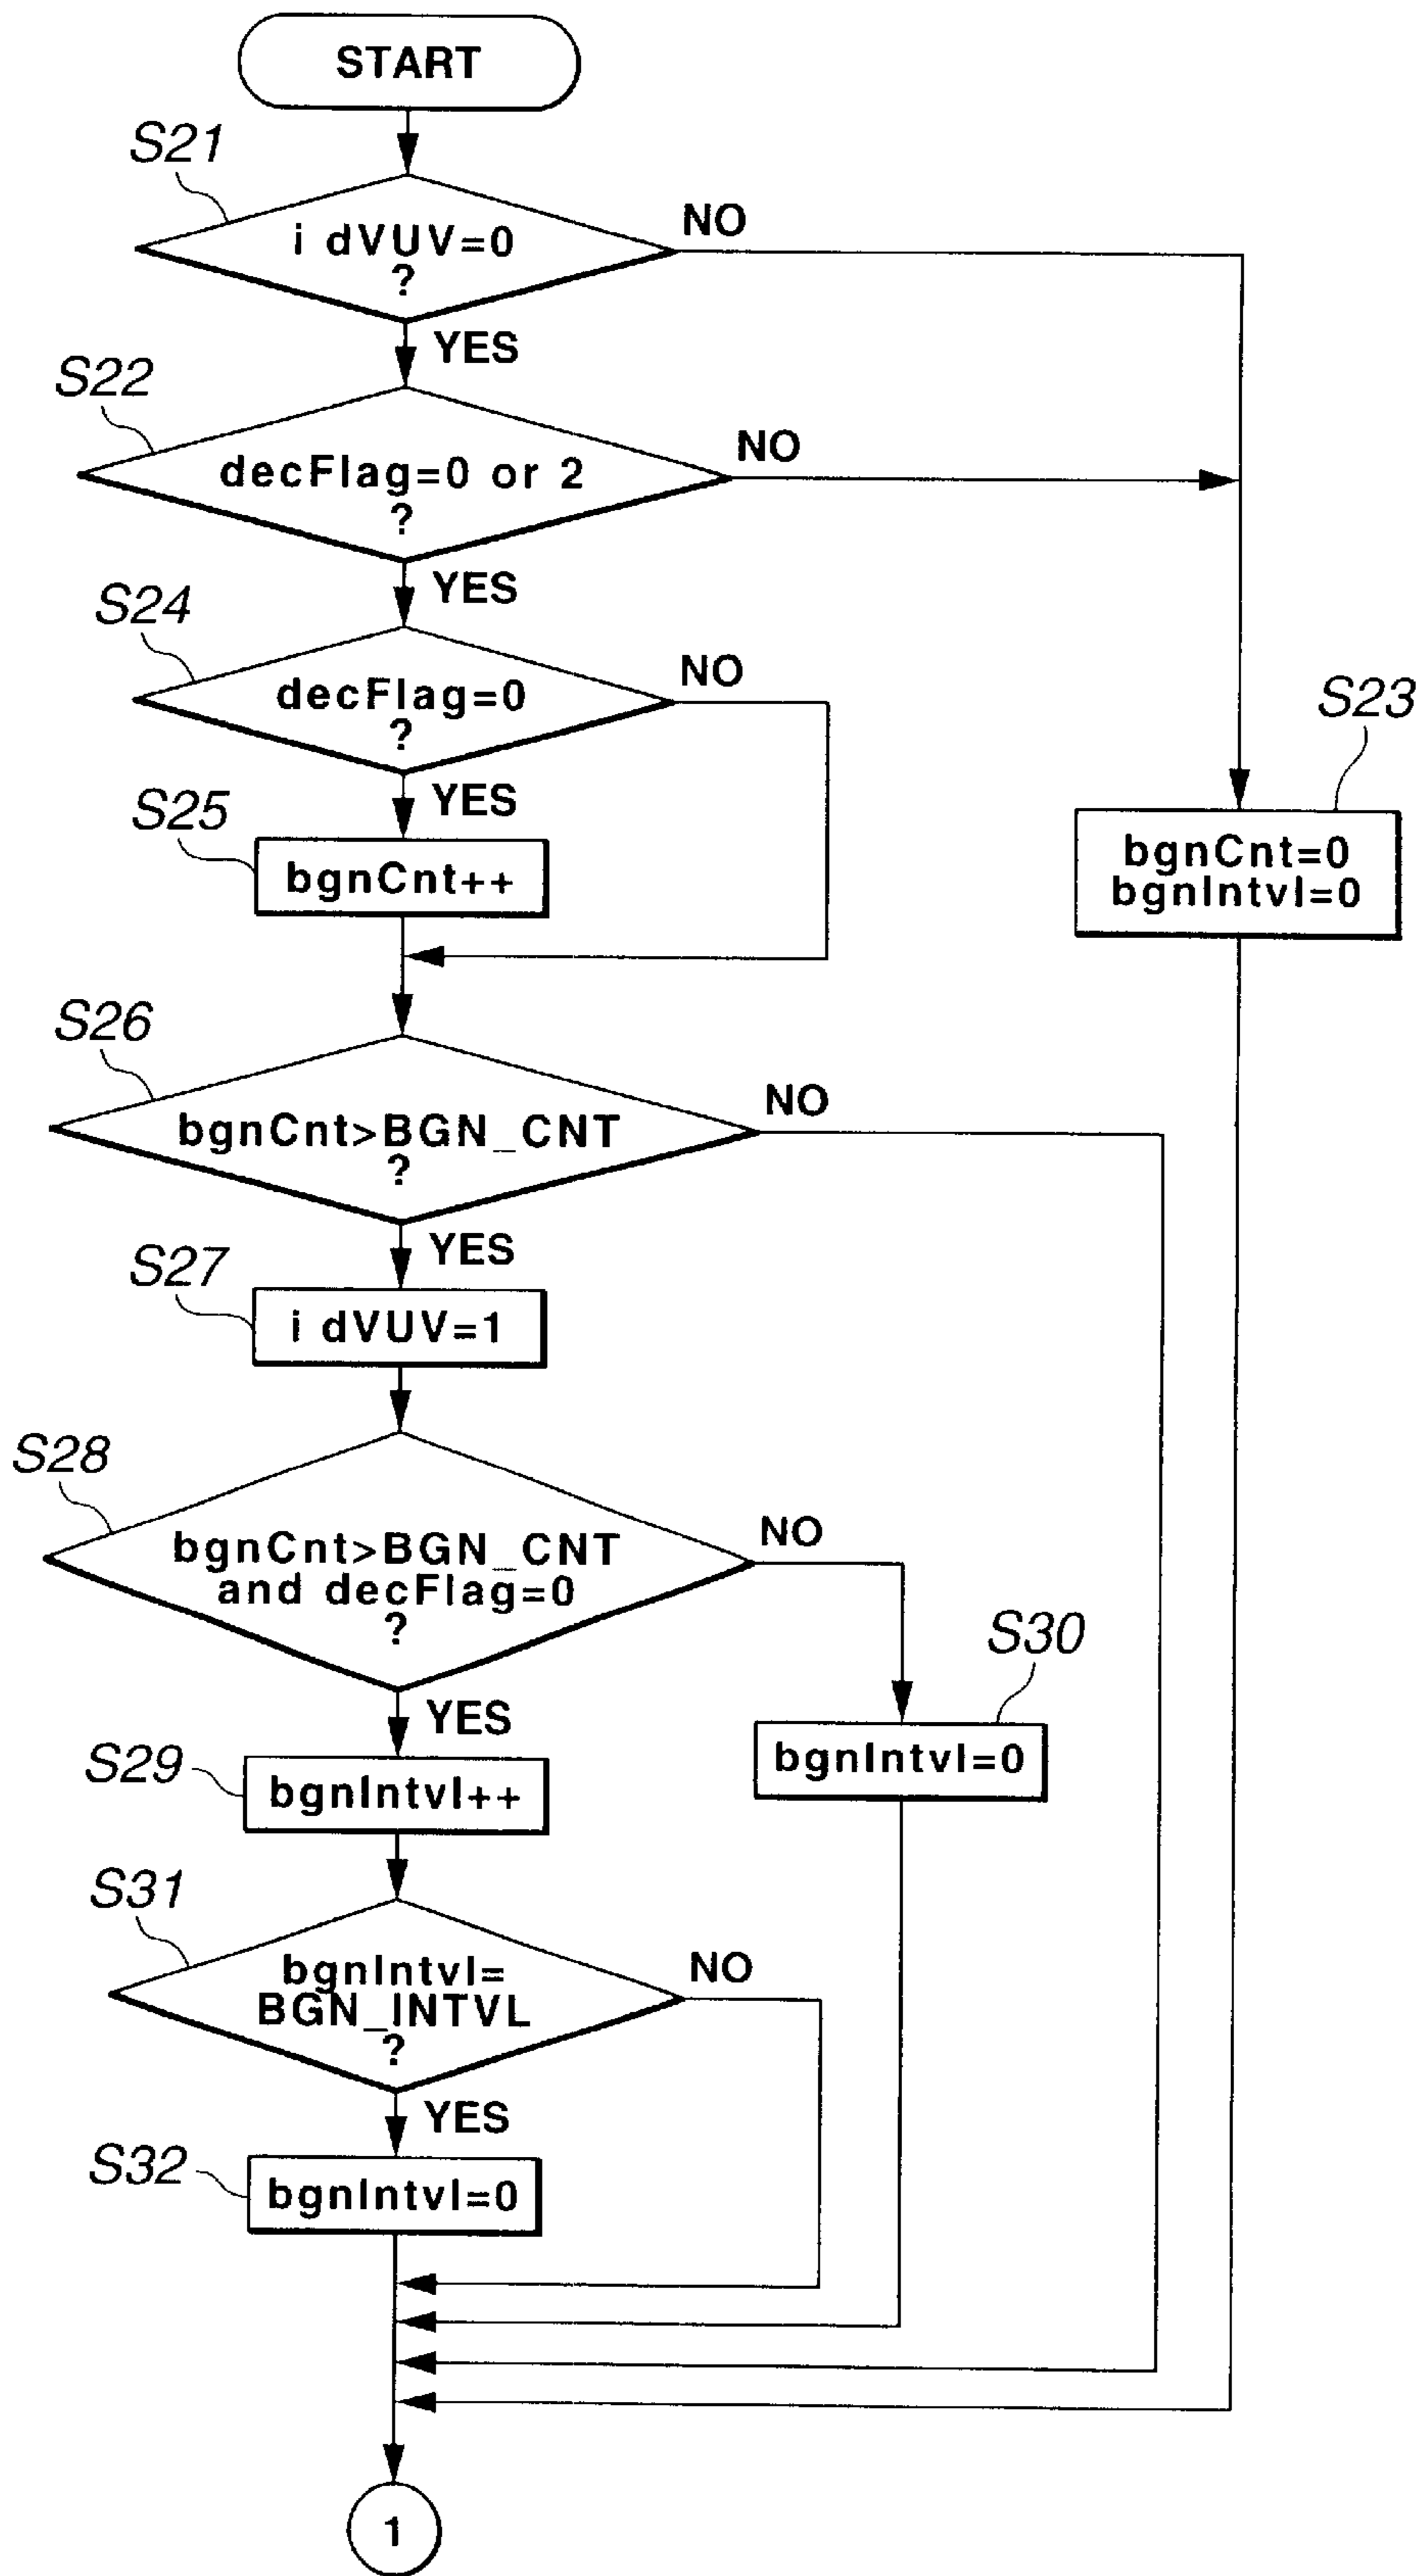 START
S21
i dVUV=0
?
NO
YES
S22
decFlag=0 or 2
?
NO
YES
S24
decFlag=0
?
NO
YES
S23
bgnCnt=0
bgnIntvl=0
S25
bgnCnt++
S26
bgnCnt>BGN_CNT
?
NO
YES
S27
i dVUV=1
S28
bgnCnt>BGN_CNT
and decFlag=0
?
NO
YES
S30
bgnIntvl=0
S29
bgnIntvl++
S31
bgnIntvl=
BGN_INTVL
?
NO
YES
S32
bgnIntvl=0
1